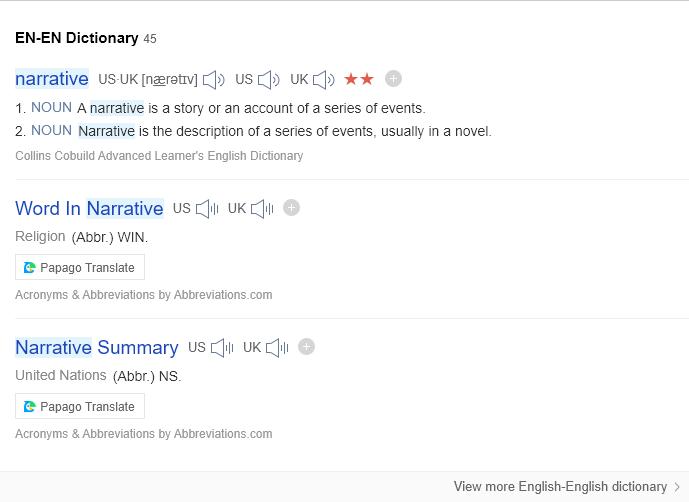 EN-EN Dictionary 45
narrative US·UK [nærətɪv] US UK
1. NOUN A narrative is a story or an account of a series of events.
2. NOUN Narrative is the description of a series of events, usually in a novel.
Collins Cobuild Advanced Learner's English Dictionary
Word In Narrative US UK
Religion (Abbr.) WIN.
Papago Translate
Acronyms & Abbreviations by Abbreviations.com
Narrative Summary US UK
United Nations (Abbr.) NS.
Papago Translate
Acronyms & Abbreviations by Abbreviations.com
View more English-English dictionary